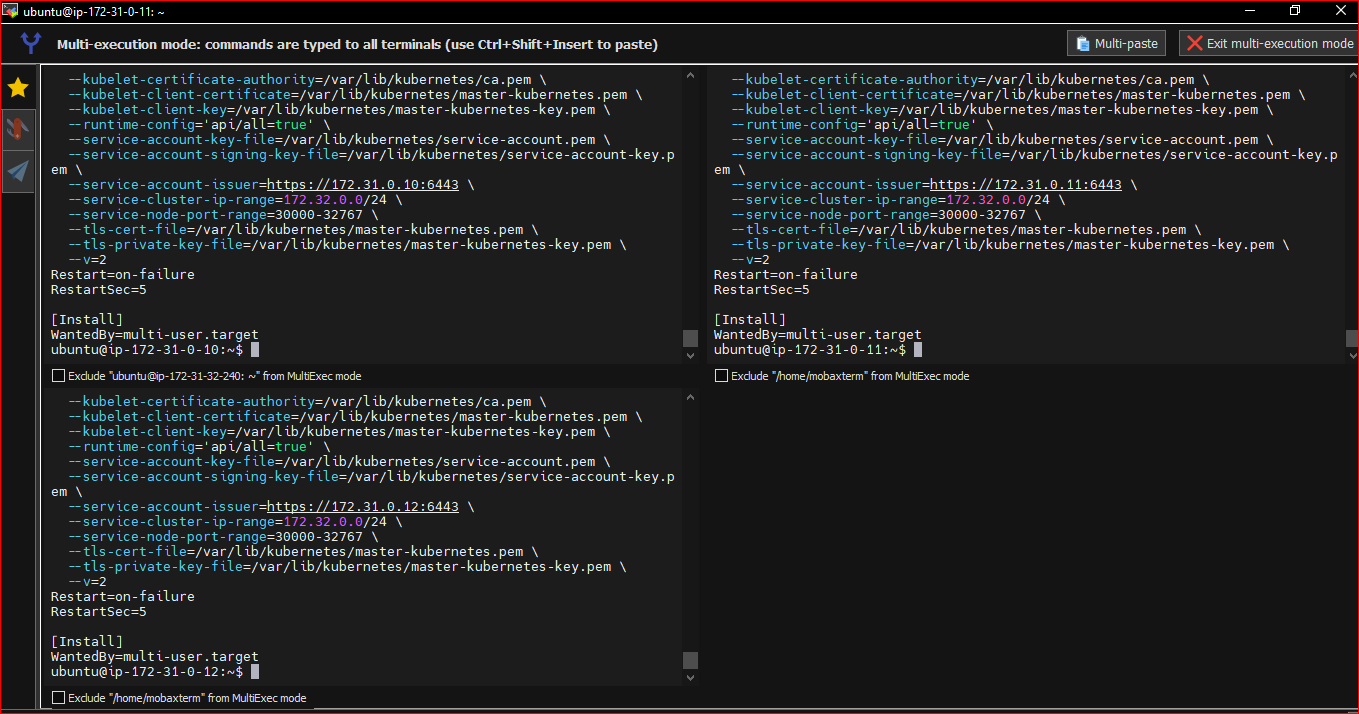 ubuntu@ip-172-31-0-11: ~
Multi-execution mode: commands are typed to all terminals (use Ctrl+Shift+Insert to paste)
Multi-paste
Exit multi-execution mode
--kubelet-certificate-authority=/var/lib/kubernetes/ca.pem \
--kubelet-client-certificate=/var/lib/kubernetes/master-kubernetes.pem \
--kubelet-client-key=/var/lib/kubernetes/master-kubernetes-key.pem \
--runtime-config='api/all=true' \
--service-account-key-file=/var/lib/kubernetes/service-account.pem \
--service-account-signing-key-file=/var/lib/kubernetes/service-account-key.p
em \
--service-account-issuer=https://172.31.0.10:6443 \
--service-cluster-ip-range=172.32.0.0/24 \
--service-node-port-range=30000-32767 \
--tls-cert-file=/var/lib/kubernetes/master-kubernetes.pem \
--tls-private-key-file=/var/lib/kubernetes/master-kubernetes-key.pem \
--v=2
Restart=on-failure
RestartSec=5
[Install]
WantedBy=multi-user.target
ubuntu@ip-172-31-0-10:~$
Exclude "ubuntu@ip-172-31-32-240: ~" from MultiExec mode
--kubelet-certificate-authority=/var/lib/kubernetes/ca.pem \
--kubelet-client-certificate=/var/lib/kubernetes/master-kubernetes.pem \
--kubelet-client-key=/var/lib/kubernetes/master-kubernetes-key.pem \
--runtime-config='api/all=true' \
--service-account-key-file=/var/lib/kubernetes/service-account.pem \
--service-account-signing-key-file=/var/lib/kubernetes/service-account-key.p
em \
--service-account-issuer=https://172.31.0.11:6443 \
--service-cluster-ip-range=172.32.0.0/24 \
--service-node-port-range=30000-32767 \
--tls-cert-file=/var/lib/kubernetes/master-kubernetes.pem \
--tls-private-key-file=/var/lib/kubernetes/master-kubernetes-key.pem \
--v=2
Restart=on-failure
RestartSec=5
[Install]
WantedBy=multi-user.target
ubuntu@ip-172-31-0-11:~$
Exclude "/home/mobaxterm" from MultiExec mode
--kubelet-certificate-authority=/var/lib/kubernetes/ca.pem \
--kubelet-client-certificate=/var/lib/kubernetes/master-kubernetes.pem \
--kubelet-client-key=/var/lib/kubernetes/master-kubernetes-key.pem \
--runtime-config='api/all=true' \
--service-account-key-file=/var/lib/kubernetes/service-account.pem \
--service-account-signing-key-file=/var/lib/kubernetes/service-account-key.p
em \
--service-account-issuer=https://172.31.0.12:6443 \
--service-cluster-ip-range=172.32.0.0/24 \
--service-node-port-range=30000-32767 \
--tls-cert-file=/var/lib/kubernetes/master-kubernetes.pem \
--tls-private-key-file=/var/lib/kubernetes/master-kubernetes-key.pem \
--v=2
Restart=on-failure
RestartSec=5
[Install]
WantedBy=multi-user.target
ubuntu@ip-172-31-0-12:~$
Exclude "/home/mobaxterm" from MultiExec mode